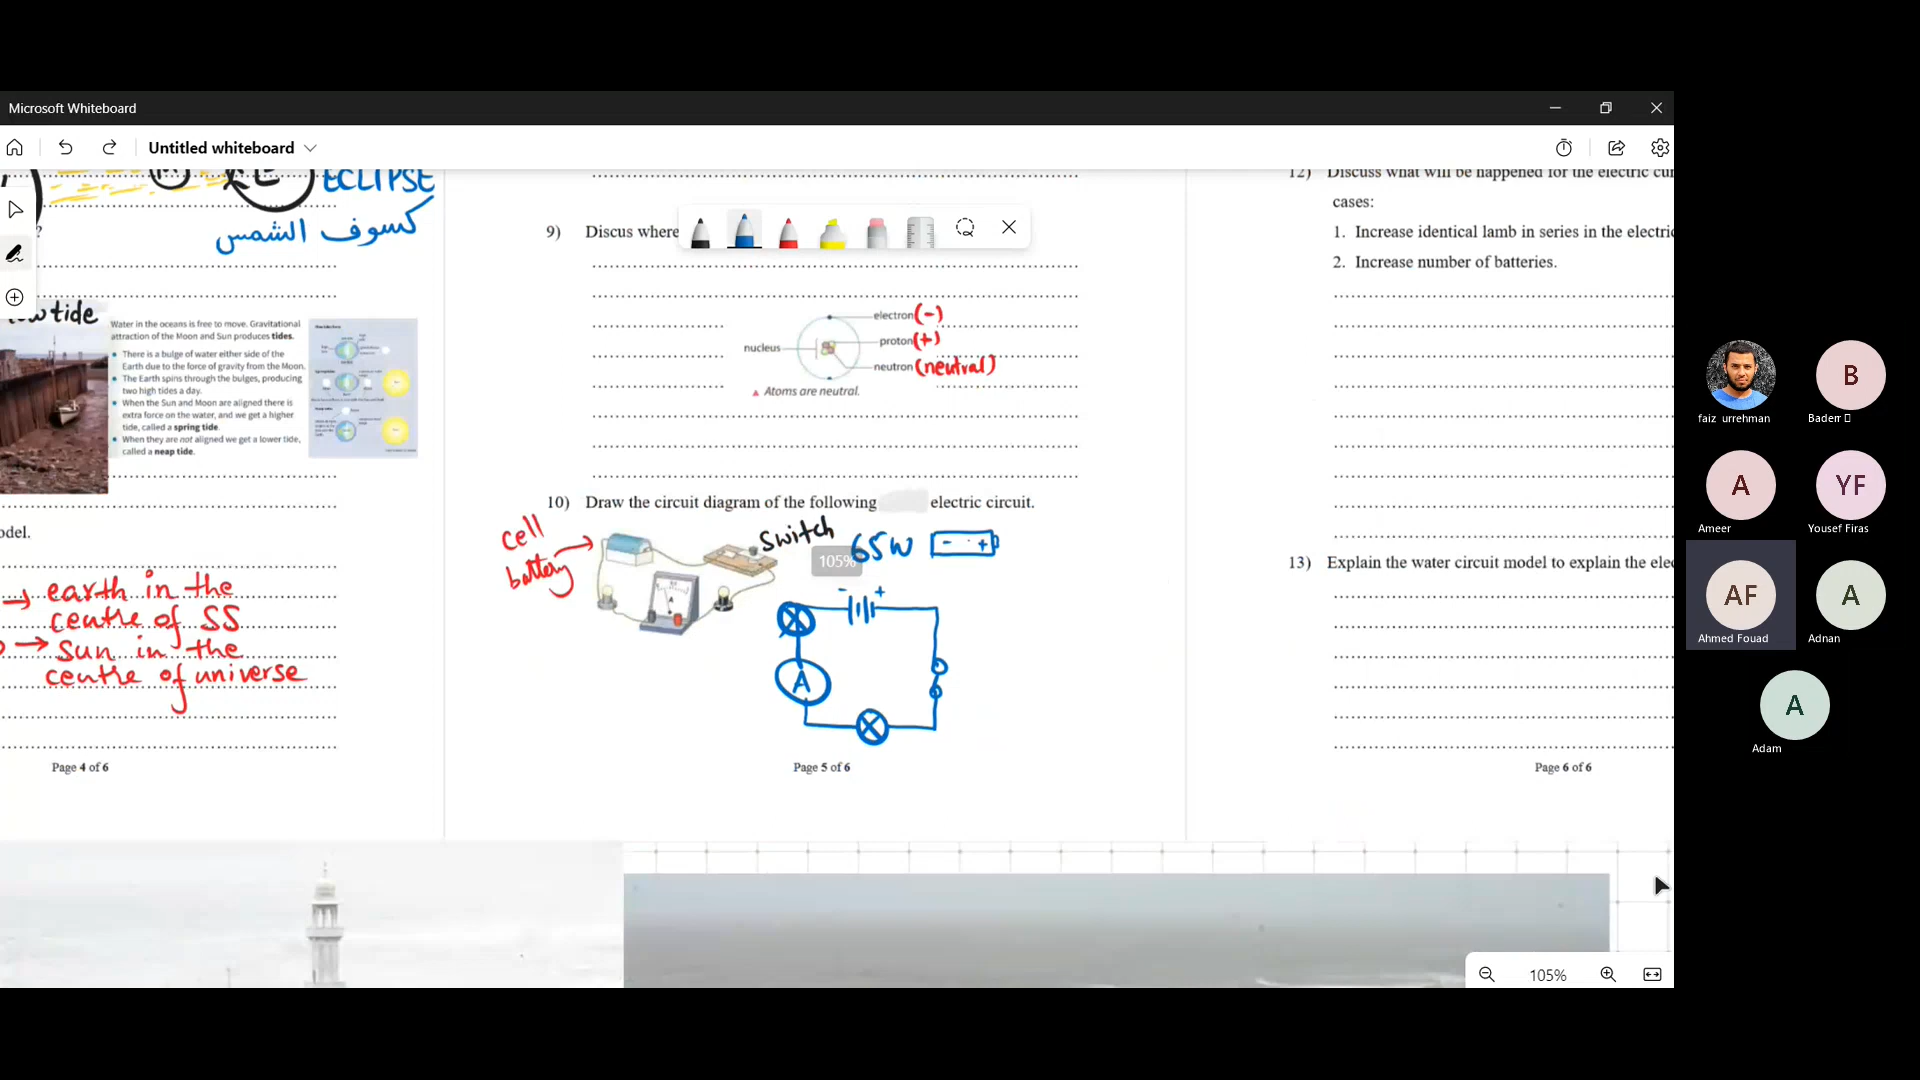 Microsoft Whiteboard
Untitled whiteboard
ECLIPSE
كسوف الشمس
?
tide
Water in the oceans is free to move. Gravitational
attraction of the Moon and Sun produces tides.
There is a bulge of water either side of the
Earth due to the force of gravity from the Moon.
The Earth spins through the bulges, producing
two high tides a day.
When the Sun and Moon are aligned there is
extra force on the water, and we get a higher
tide, called a spring tide.
When they are not aligned we get a lower tide,
called a neap tide.
odel.
→ earth in the
centre of SS
→ sun in the
centre of universe
Page 4 of 6
9) Discus where
electron (-)
proton (+)
nucleus
neutron (neutral)
Atoms are neutral.
10) Draw the circuit diagram of the following electric circuit.
cell
battery
Switch
105%
65W
- +
- +
A
Page 5 of 6
12) Discuss what will be happened for the electric cur
cases:
1. Increase identical lamb in series in the electric
2. Increase number of batteries.
13) Explain the water circuit model to explain the ele
Page 6 of 6
105%
faiz urrehman
B
Baderr
A
Ameer
YF
Yousef Firas
AF
Ahmed Fouad
A
Adnan
A
Adam